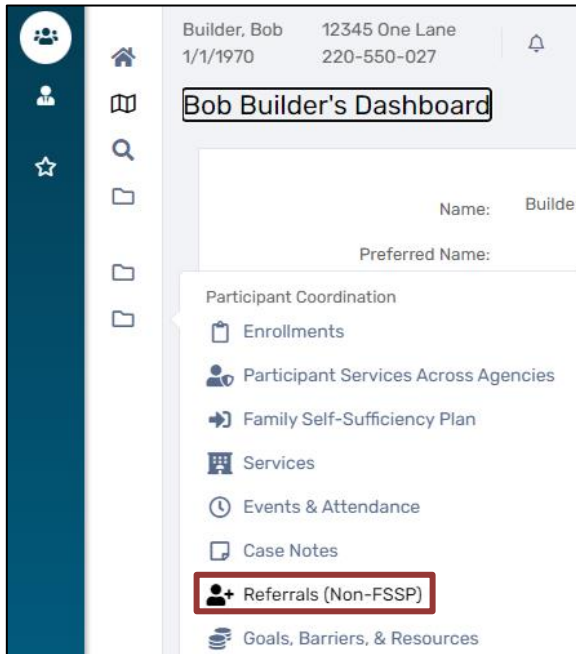 Builder, Bob 12345 One Lane
1/1/1970 220-550-027
Bob Builder's Dashboard
Name: Builde
Preferred Name:
Participant Coordination
Enrollments
Participant Services Across Agencies
Family Self-Sufficiency Plan
Services
Events & Attendance
Case Notes
Referrals (Non-FSSP)
Goals, Barriers, & Resources